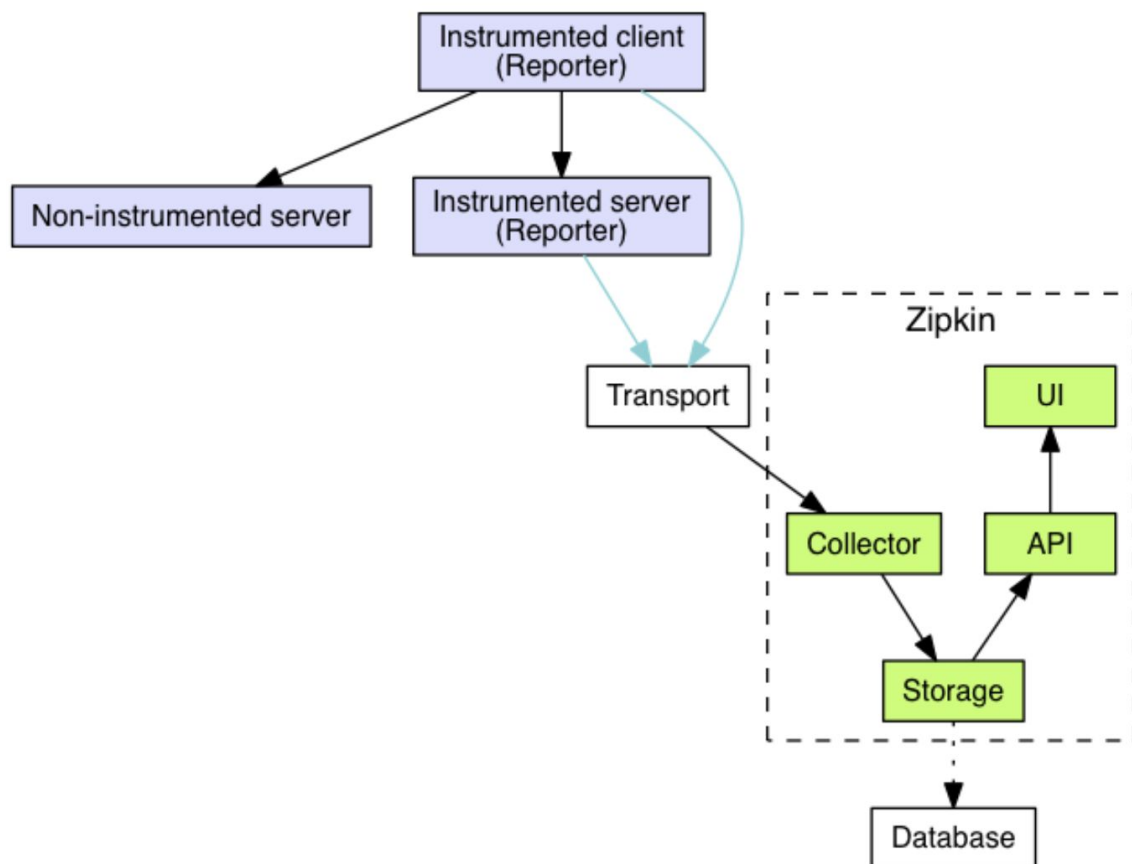 Instrumented client
(Reporter)
Non-instrumented server
Instrumented server
(Reporter)
Zipkin
Transport
UI
Collector
API
Storage
Database